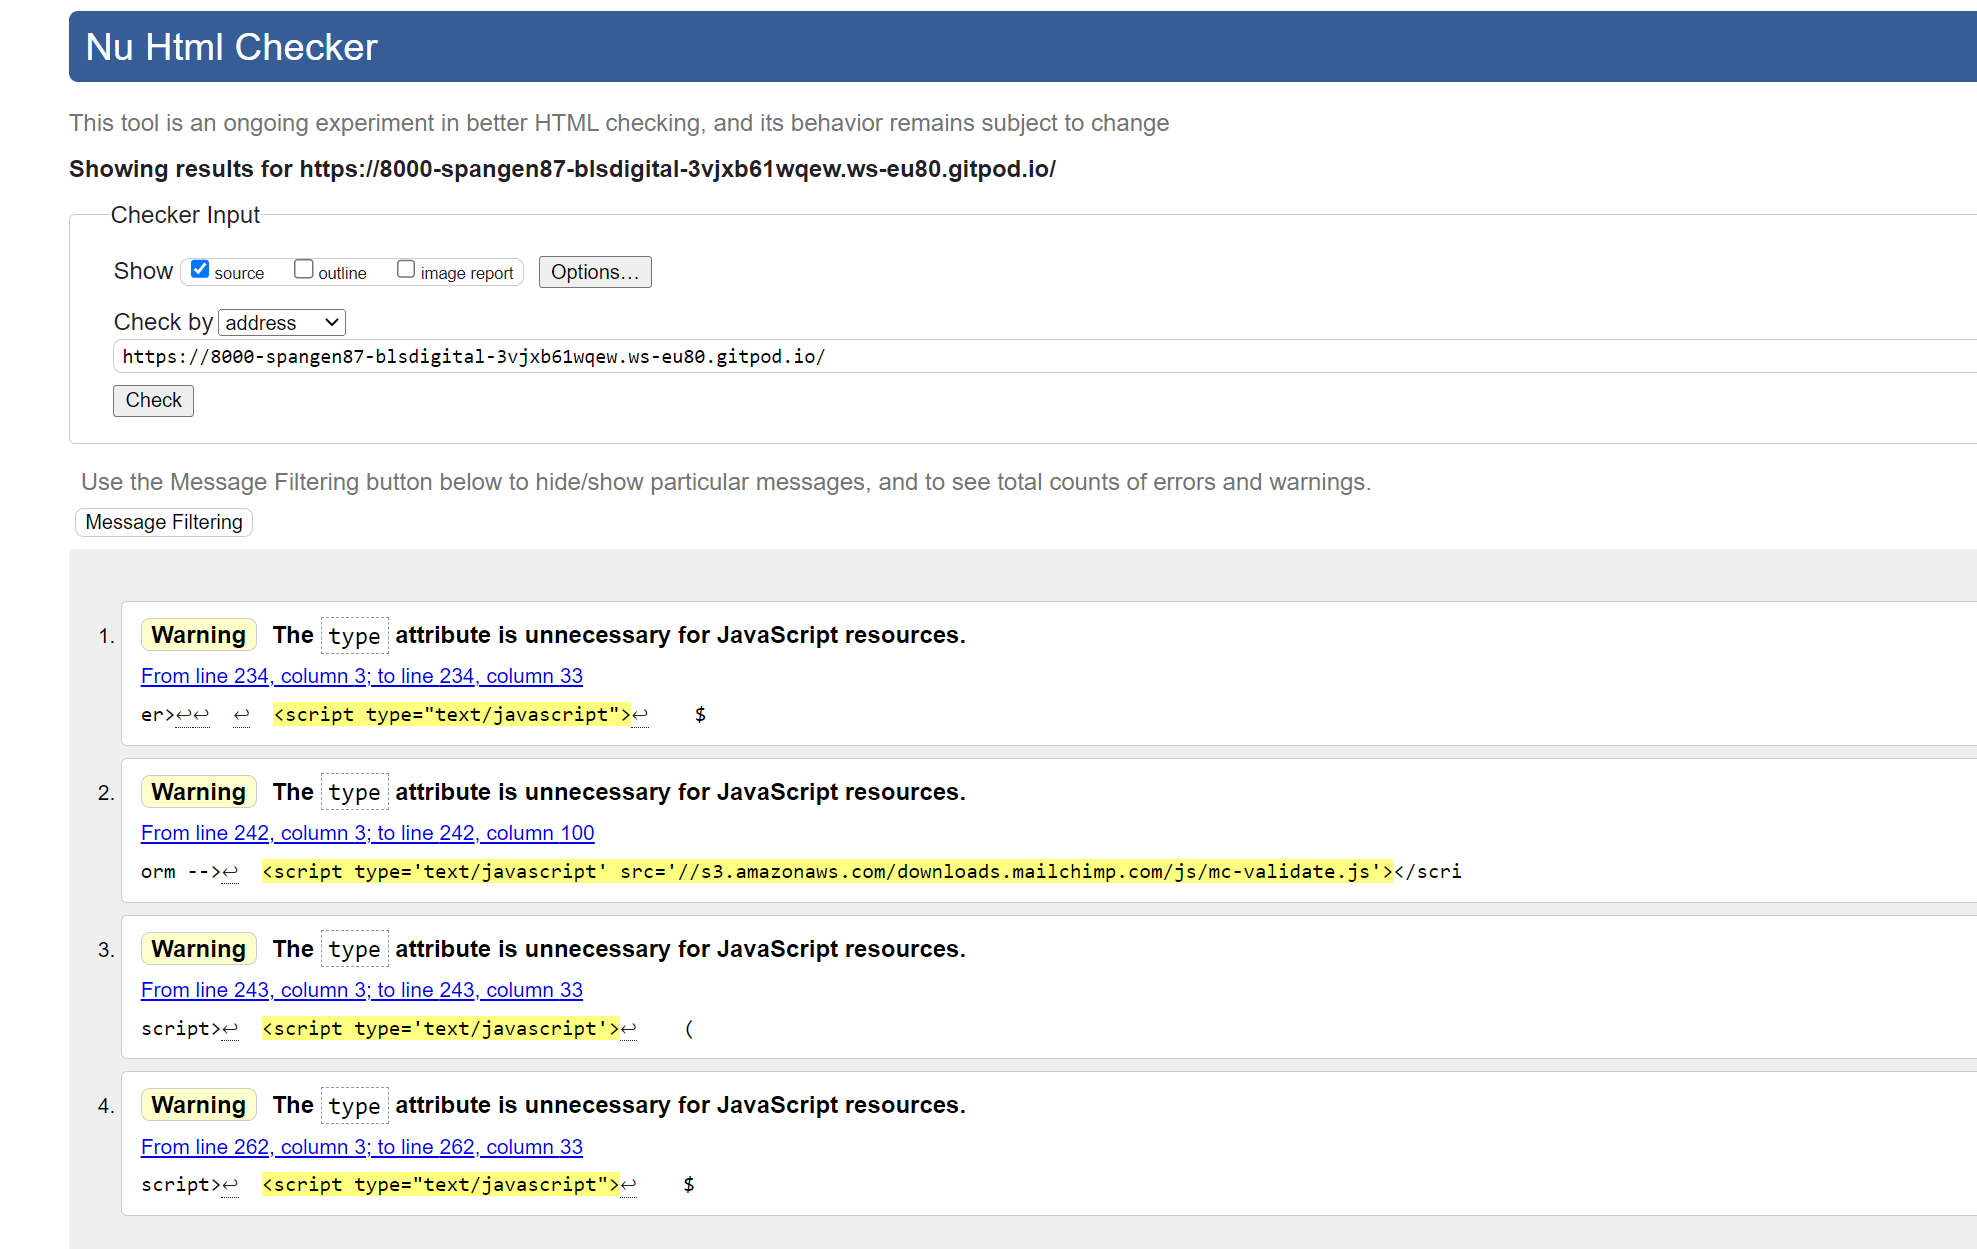 Nu Html Checker
This tool is an ongoing experiment in better HTML checking, and its behavior remains subject to change
Showing results for https://8000-spangen87-blsdigital-3vjxb61wqew.ws-eu80.gitpod.io/
Checker Input
Show source outline image report Options…
Check by address
https://8000-spangen87-blsdigital-3vjxb61wqew.ws-eu80.gitpod.io/
Check
Use the Message Filtering button below to hide/show particular messages, and to see total counts of errors and warnings.
Message Filtering
1. Warning The type attribute is unnecessary for JavaScript resources.
From line 234, column 3; to line 234, column 33
er>↩↩ ↩ <script type="text/javascript">↩ $
2. Warning The type attribute is unnecessary for JavaScript resources.
From line 242, column 3; to line 242, column 100
orm -->↩ <script type='text/javascript' src='//s3.amazonaws.com/downloads.mailchimp.com/js/mc-validate.js'></scri
3. Warning The type attribute is unnecessary for JavaScript resources.
From line 243, column 3; to line 243, column 33
script>↩ <script type='text/javascript'>↩ (
4. Warning The type attribute is unnecessary for JavaScript resources.
From line 262, column 3; to line 262, column 33
script>↩ <script type="text/javascript">↩ $